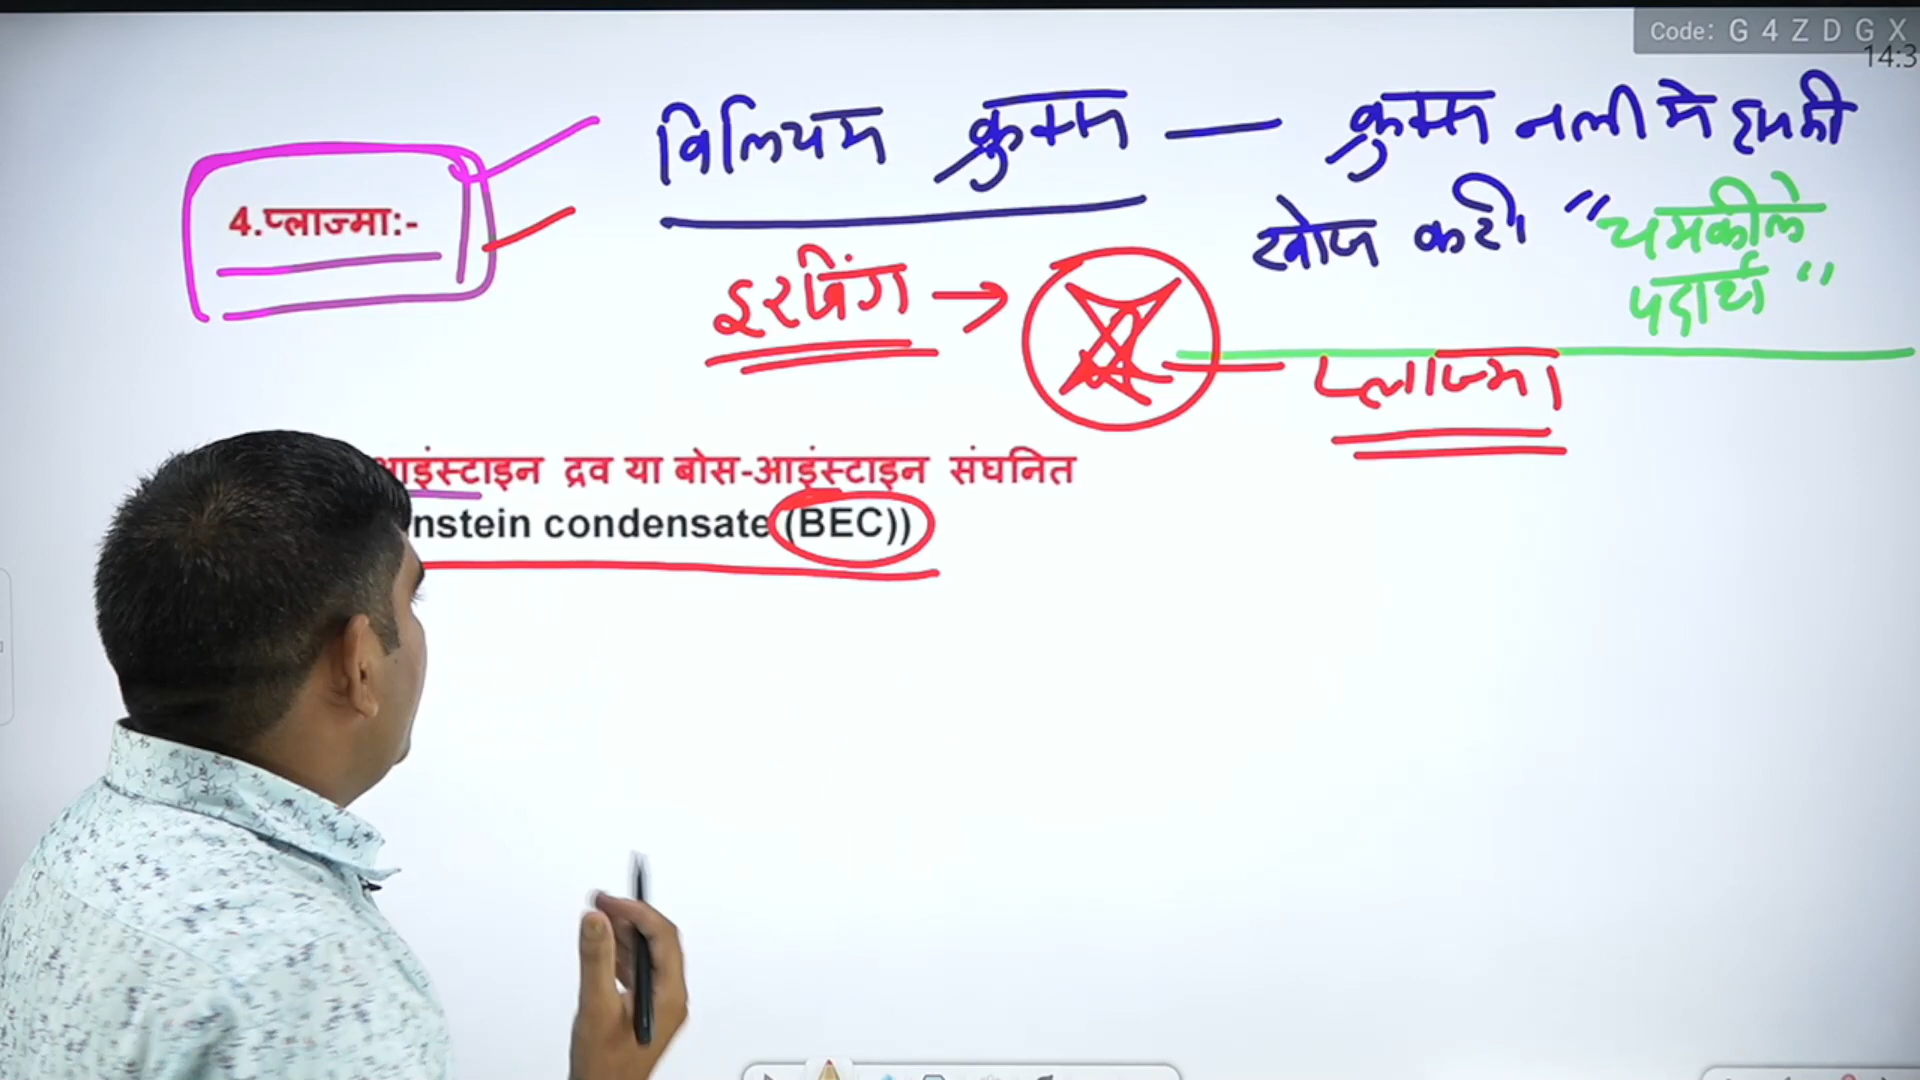 Code: G 4 Z D G X
14:3
विलियम क्रुक्स — क्रुक्स नली मे इसकी
खोज करी। "चमकीले
पदार्थ"
4.प्लाज्मा:-
इरविंग → प्लाज्मा
आइंस्टाइन द्रव या बोस-आइंस्टाइन संघनित
nstein condensate (BEC))